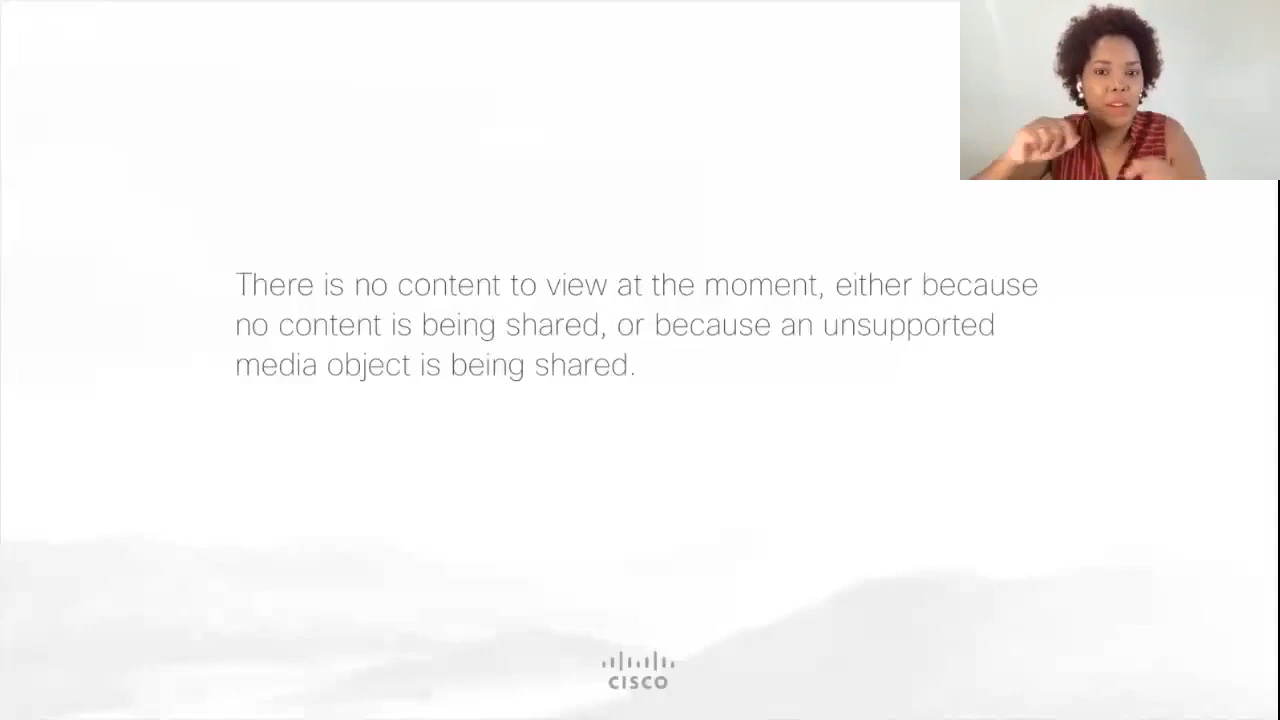 There is no content to view at the moment, either because
no content is being shared, or because an unsupported
media object is being shared.
CISCO